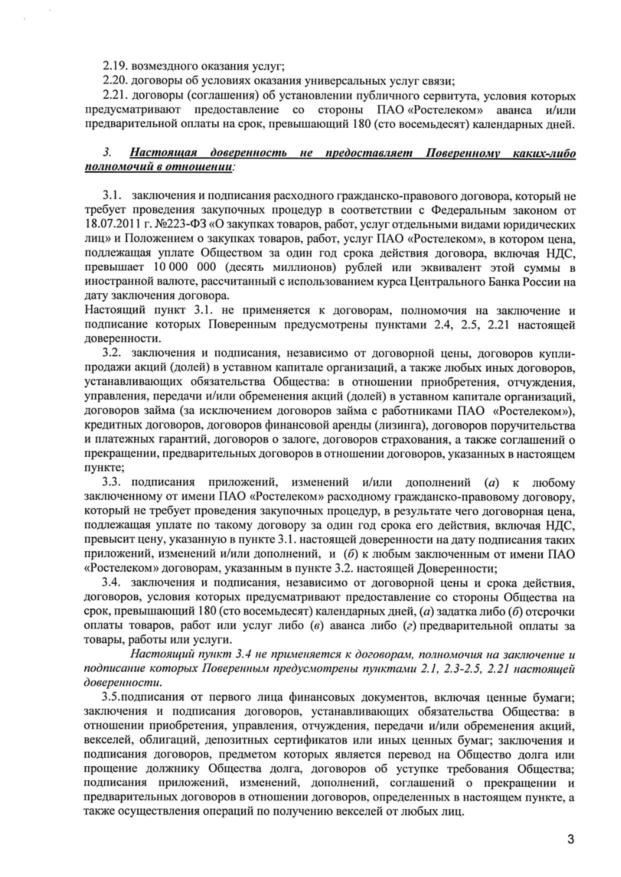 2.19. возмездного оказания услуг;
2.20. договоры об условиях оказания универсальных услуг связи;
2.21. договоры (соглашения) об установлении публичного сервитута, условия которых
предусматривают предоставление со стороны ПАО «Ростелеком» аванса и/или
предварительной оплаты на срок, превышающий 180 (сто восемьдесят) календарных дней.
3. Настоящая доверенность не предоставляет Поверенному каких-либо
полномочий в отношении:
3.1. заключения и подписания расходного гражданско-правового договора, который не
требует проведения закупочных процедур в соответствии с Федеральным законом от
18.07.2011 г. №223-ФЗ «О закупках товаров, работ, услуг отдельными видами юридических
лиц» и Положением о закупках товаров, работ, услуг ПАО «Ростелеком», в котором цена,
подлежащая уплате Обществом за один год срока действия договора, включая НДС,
превышает 10 000 000 (десять миллионов) рублей или эквивалент этой суммы в
иностранной валюте, рассчитанный с использованием курса Центрального Банка России на
дату заключения договора.
Настоящий пункт 3.1. не применяется к договорам, полномочия на заключение и
подписание которых Поверенным предусмотрены пунктами 2.4, 2.5, 2.21 настоящей
доверенности.
3.2. заключения и подписания, независимо от договорной цены, договоров купли-
продажи акций (долей) в уставном капитале организаций, а также любых иных договоров,
устанавливающих обязательства Общества: в отношении приобретения, отчуждения,
управления, передачи и/или обременения акций (долей) в уставном капитале организаций,
договоров займа (за исключением договоров займа с работниками ПАО «Ростелеком»),
кредитных договоров, договоров финансовой аренды (лизинга), договоров поручительства
и платежных гарантий, договоров о залоге, договоров страхования, а также соглашений о
прекращении, предварительных договоров в отношении договоров, указанных в настоящем
пункте;
3.3. подписания приложений, изменений и/или дополнений (а) к любому
заключенному от имени ПАО «Ростелеком» расходному гражданско-правовому договору,
который не требует проведения закупочных процедур, в результате чего договорная цена,
подлежащая уплате по такому договору за один год срока его действия, включая НДС,
превысит цену, указанную в пункте 3.1. настоящей доверенности на дату подписания таких
приложений, изменений и/или дополнений, и (б) к любым заключенным от имени ПАО
«Ростелеком» договорам, указанным в пункте 3.2. настоящей Доверенности;
3.4. заключения и подписания, независимо от договорной цены и срока действия,
договоров, условия которых предусматривают предоставление со стороны Общества на
срок, превышающий 180 (сто восемьдесят) календарных дней, (а) задатка либо (б) отсрочки
оплаты товаров, работ или услуг либо (в) аванса либо (г) предварительной оплаты за
товары, работы или услуги.
Настоящий пункт 3.4 не применяется к договорам, полномочия на заключение и
подписание которых Поверенным предусмотрены пунктами 2.1, 2.3-2.5, 2.21 настоящей
доверенности.
3.5.подписания от первого лица финансовых документов, включая ценные бумаги;
заключения и подписания договоров, устанавливающих обязательства Общества: в
отношении приобретения, управления, отчуждения, передачи и/или обременения акций,
векселей, облигаций, депозитных сертификатов или иных ценных бумаг; заключения и
подписания договоров, предметом которых является перевод на Общество долга или
прощение должнику Общества долга, договоров об уступке требования Общества;
подписания приложений, изменений, дополнений, соглашений о прекращении и
предварительных договоров в отношении договоров, определенных в настоящем пункте, а
также осуществления операций по получению векселей от любых лиц.
3